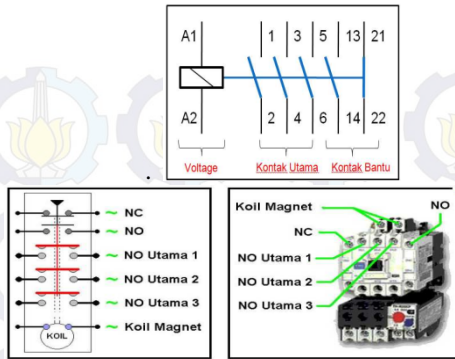 A1 1 3 5 13 21
A2 2 4 6 14 22
Voltage Kontak Utama Kontak Bantu
NC
NO
NO Utama 1
NO Utama 2
NO Utama 3
Koil Magnet
KOIL
Koil Magnet NO
NC
NO Utama 1
NO Utama 2
NO Utama 3